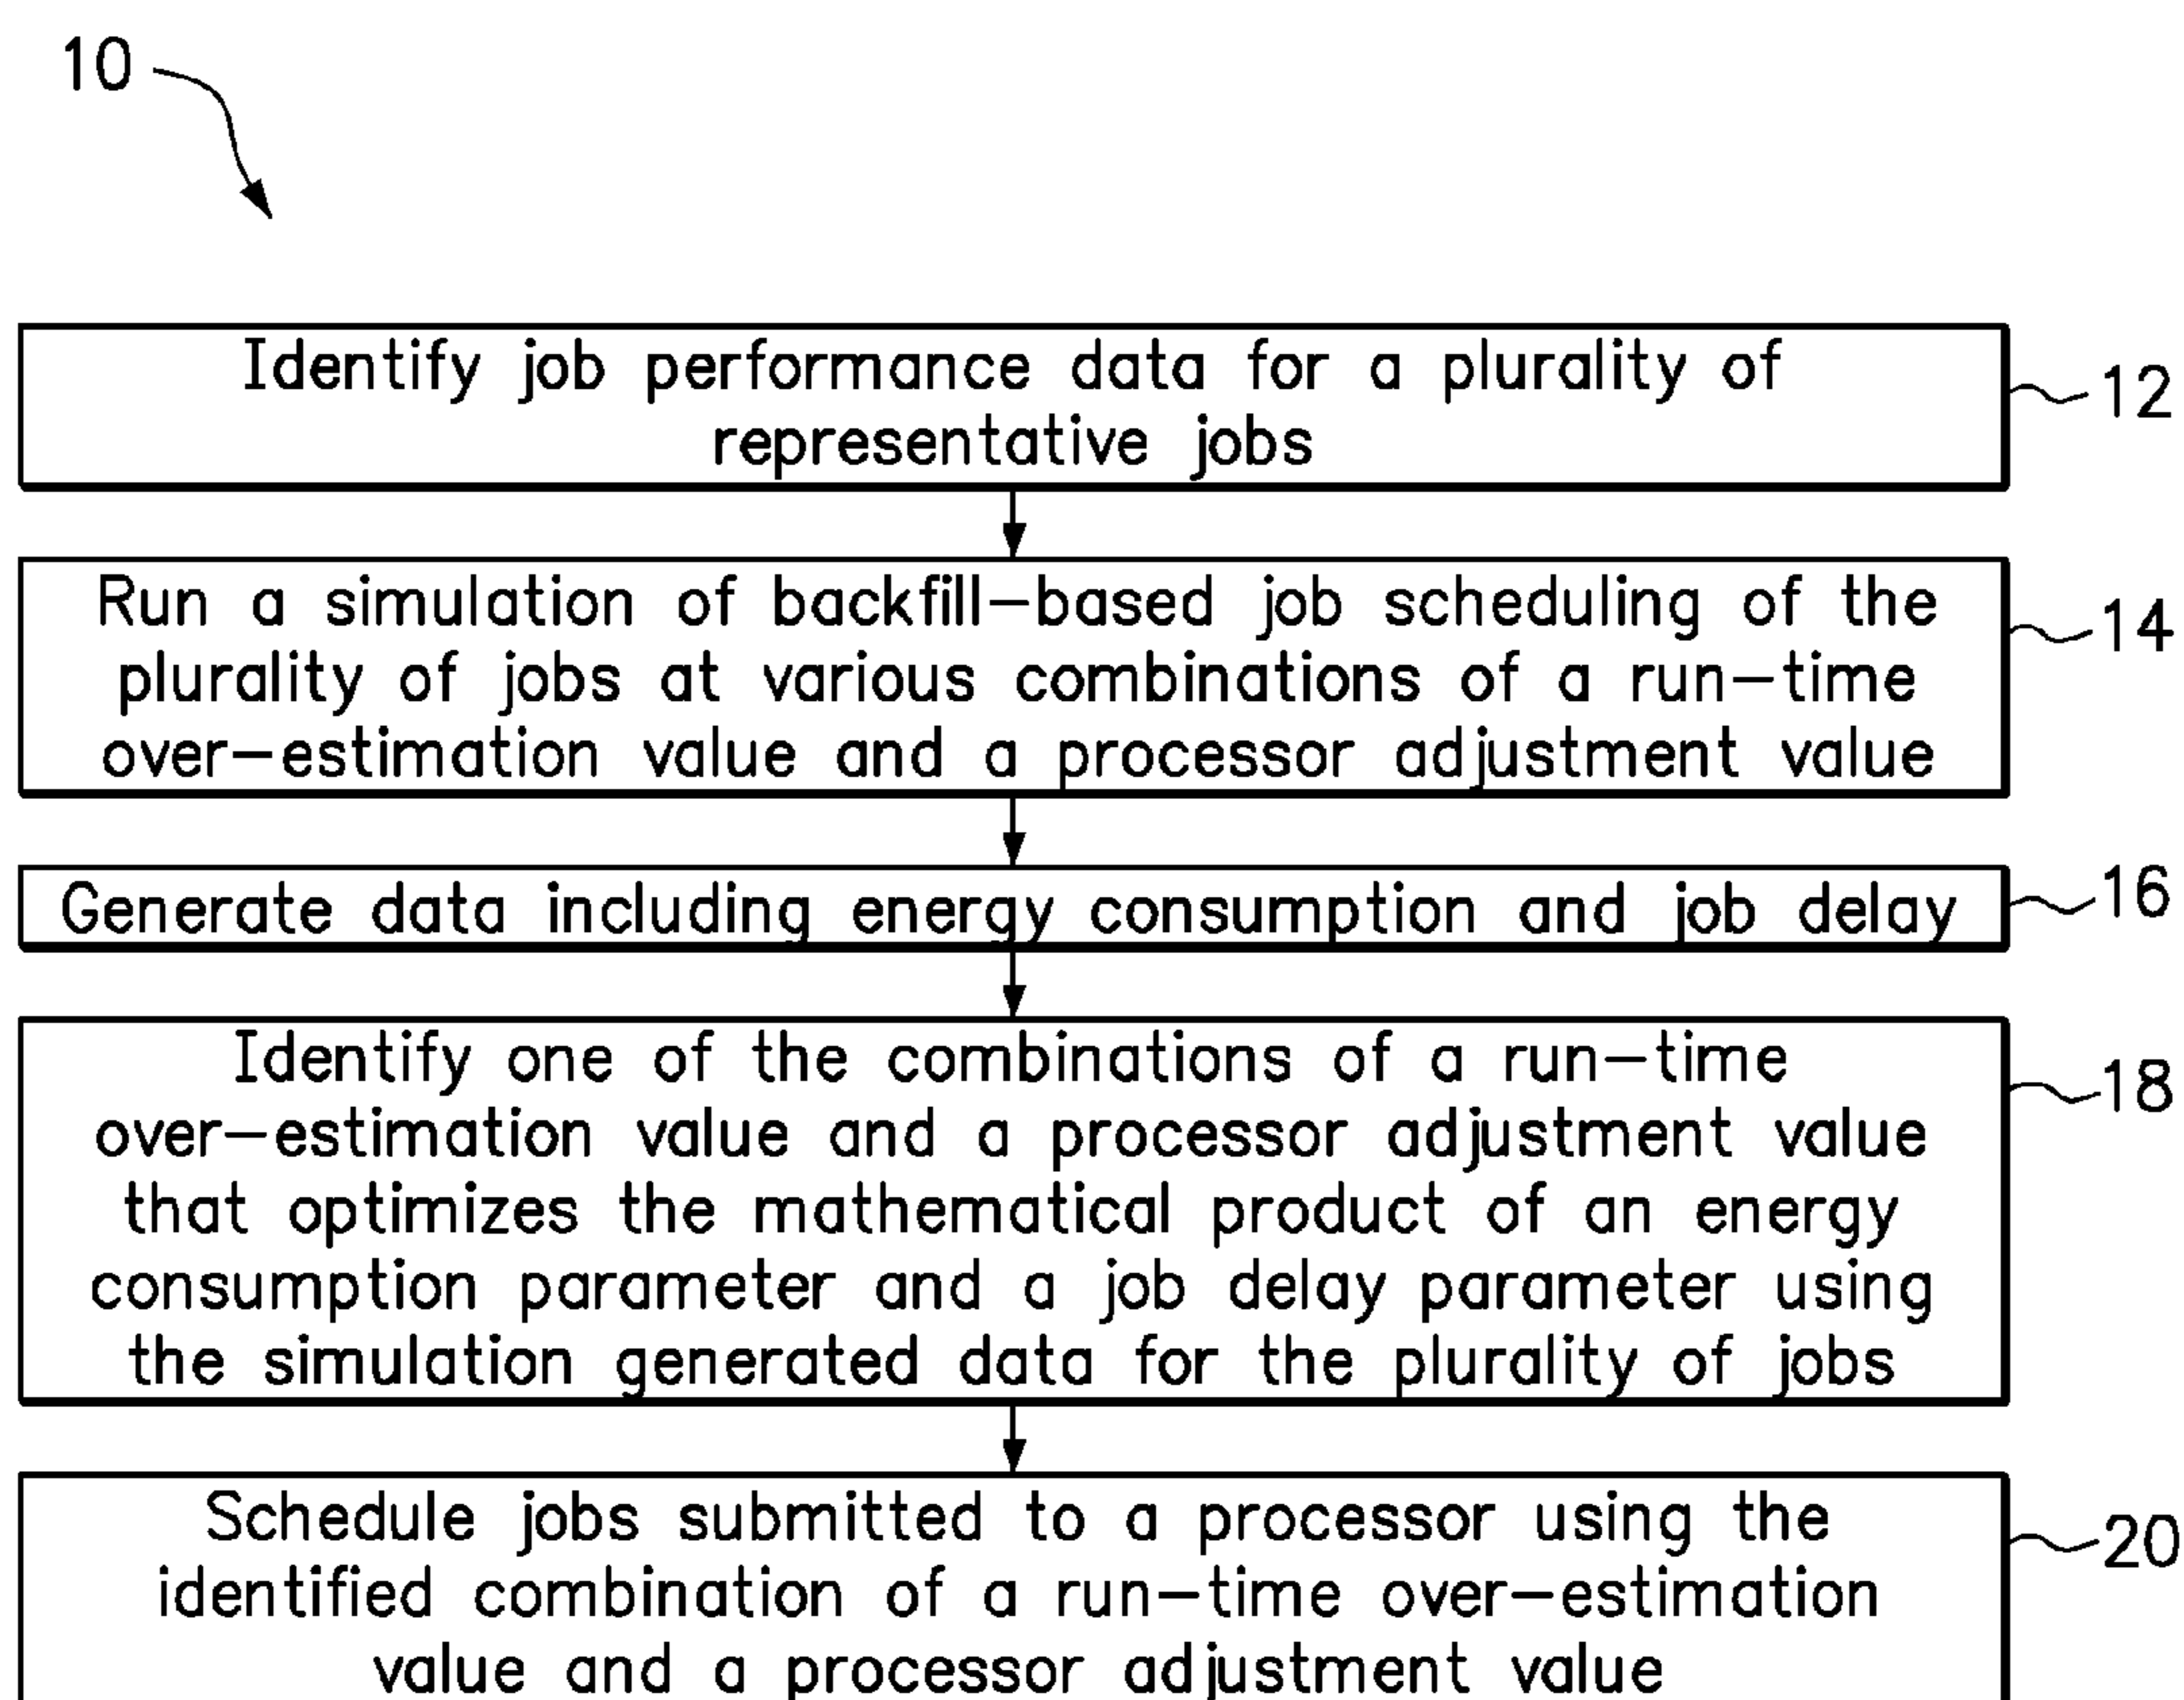 10
Identify job performance data for a plurality of
representative jobs
12
Run a simulation of backfill-based job scheduling of the
plurality of jobs at various combinations of a run-time
over-estimation value and a processor adjustment value
14
Generate data including energy consumption and job delay
16
Identify one of the combinations of a run-time
over-estimation value and a processor adjustment value
that optimizes the mathematical product of an energy
consumption parameter and a job delay parameter using
the simulation generated data for the plurality of jobs
18
Schedule jobs submitted to a processor using the
identified combination of a run-time over-estimation
value and a processor adjustment value
20